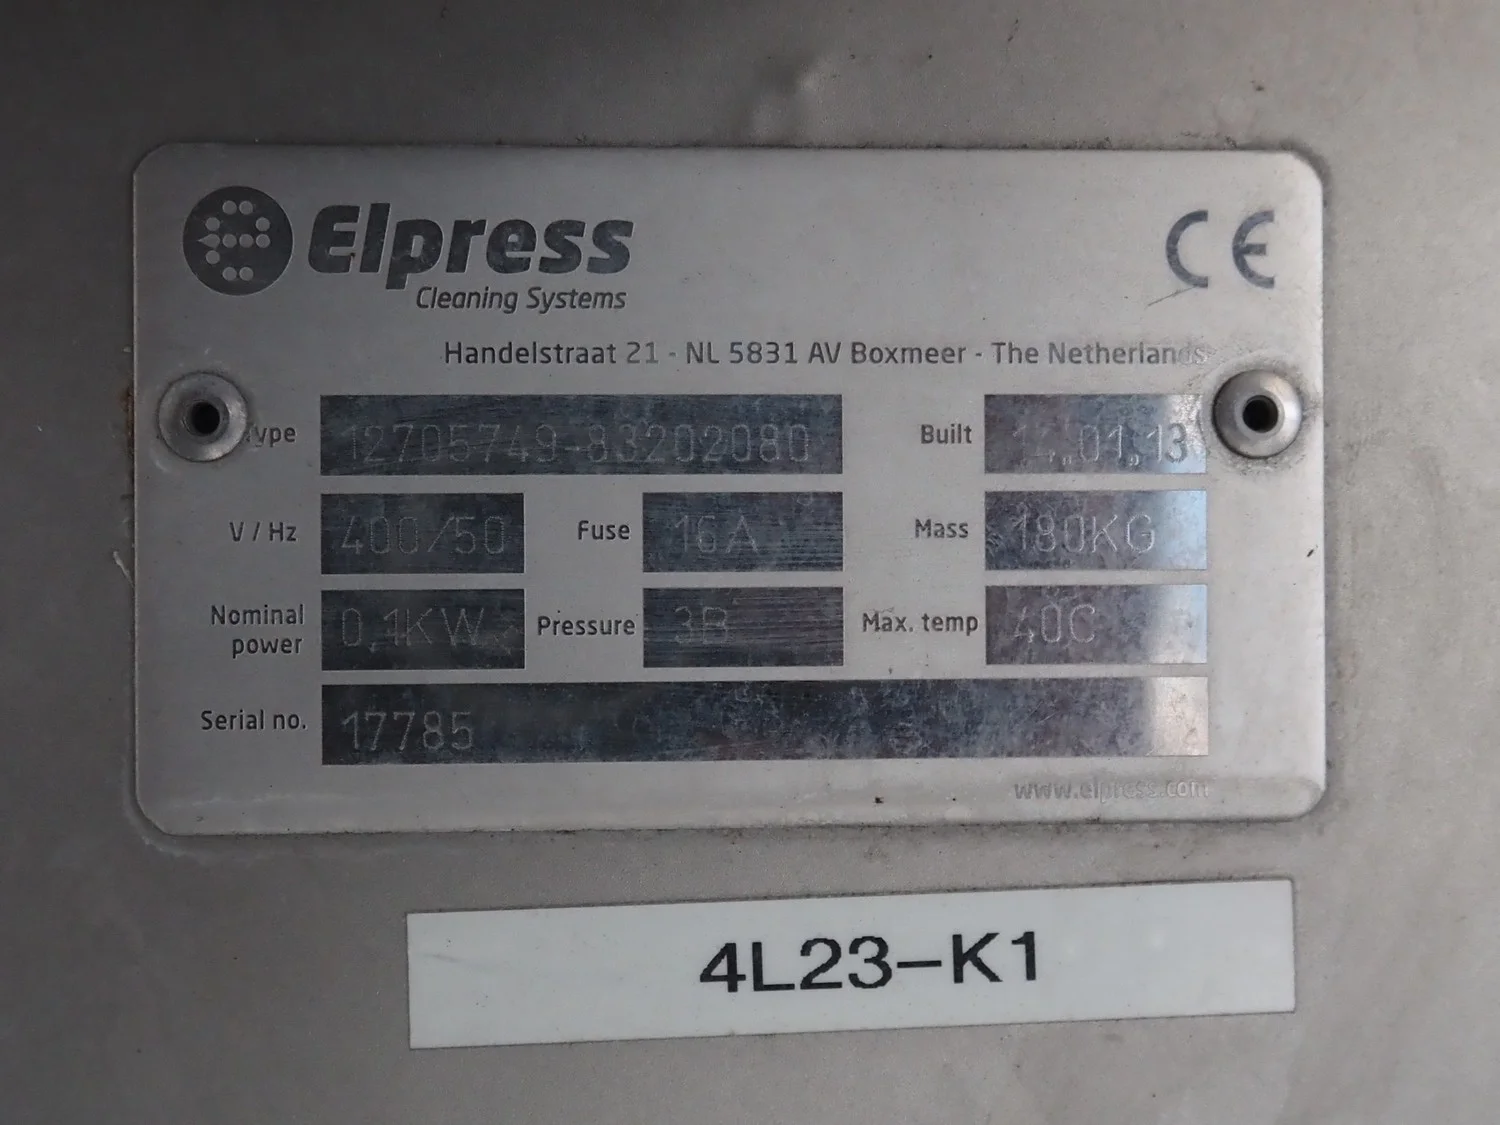 Elpress
Cleaning Systems
CE
Handelstraat 21 - NL 5831 AV Boxmeer - The Netherlands
ype 12705749-83202080 Built 14,01,13
V / Hz 400/50 Fuse 16A Mass 180KG
Nominal power 0,1KW Pressure 3B Max. temp 40C
Serial no. 17785
www.elpress.com
4L23-K1